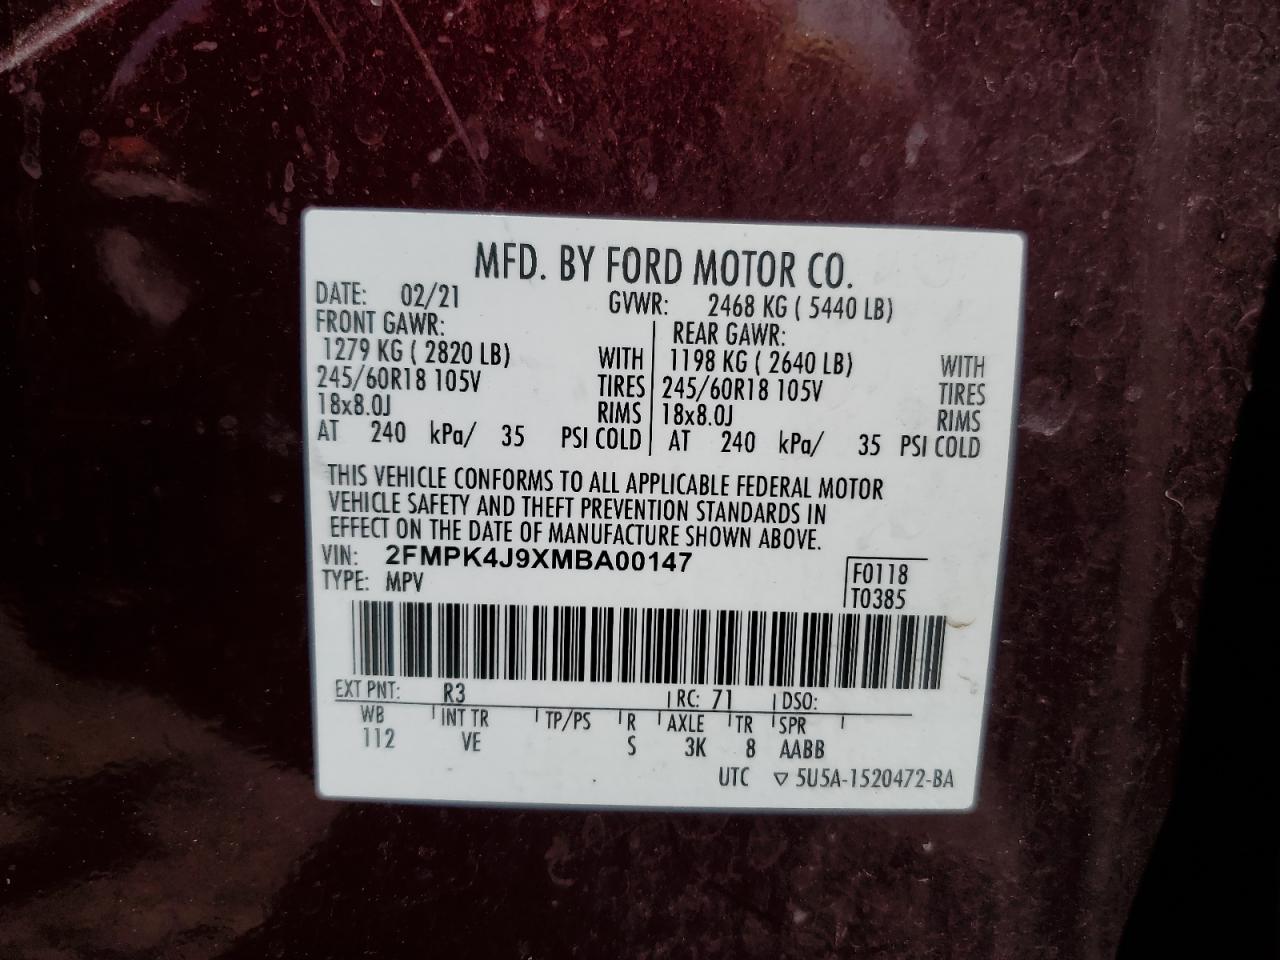 MFD. BY FORD MOTOR CO.
DATE: 02/21 GVWR: 2468 KG ( 5440 LB)
FRONT GAWR: REAR GAWR:
1279 KG ( 2820 LB) WITH 1198 KG ( 2640 LB) WITH
245/60R18 105V TIRES 245/60R18 105V TIRES
18x8.0J RIMS 18x8.0J RIMS
AT 240 kPa/ 35 PSI COLD AT 240 kPa/ 35 PSI COLD
THIS VEHICLE CONFORMS TO ALL APPLICABLE FEDERAL MOTOR
VEHICLE SAFETY AND THEFT PREVENTION STANDARDS IN
EFFECT ON THE DATE OF MANUFACTURE SHOWN ABOVE.
VIN: 2FMPK4J9XMBA00147
TYPE: MPV
F0118
T0385
EXT PNT: R3 RC: 71 DSO:
WB INT TR TP/PS R AXLE TR SPR
112 VE S 3K 8 AABB
UTC ▽ 5U5A-1520472-BA